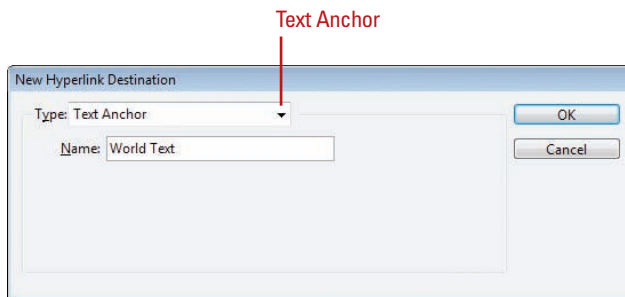 Text Anchor
New Hyperlink Destination
Type: Text Anchor
OK
Name: World Text
Cancel